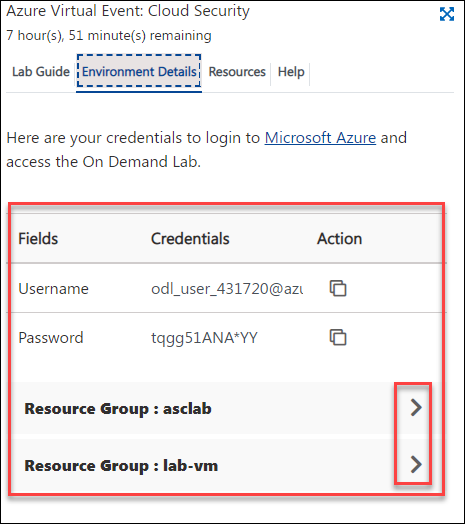 Azure Virtual Event: Cloud Security
7 hour(s), 51 minute(s) remaining
Lab Guide Environment Details Resources Help
Here are your credentials to login to Microsoft Azure and
access the On Demand Lab.
Fields Credentials Action
Username odl_user_431720@azu
Password tqgg51ANA*YY
Resource Group : asclab
Resource Group : lab-vm